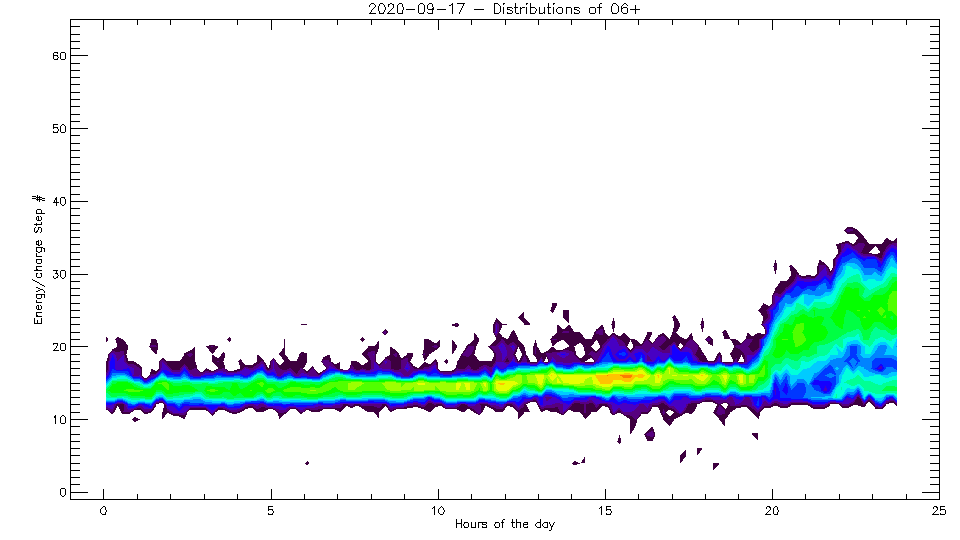 2020-09-17 - Distributions of O6+
60
50
40
30
20
10
0
Energy/charge Step #
0 5 10 15 20 25
Hours of the day